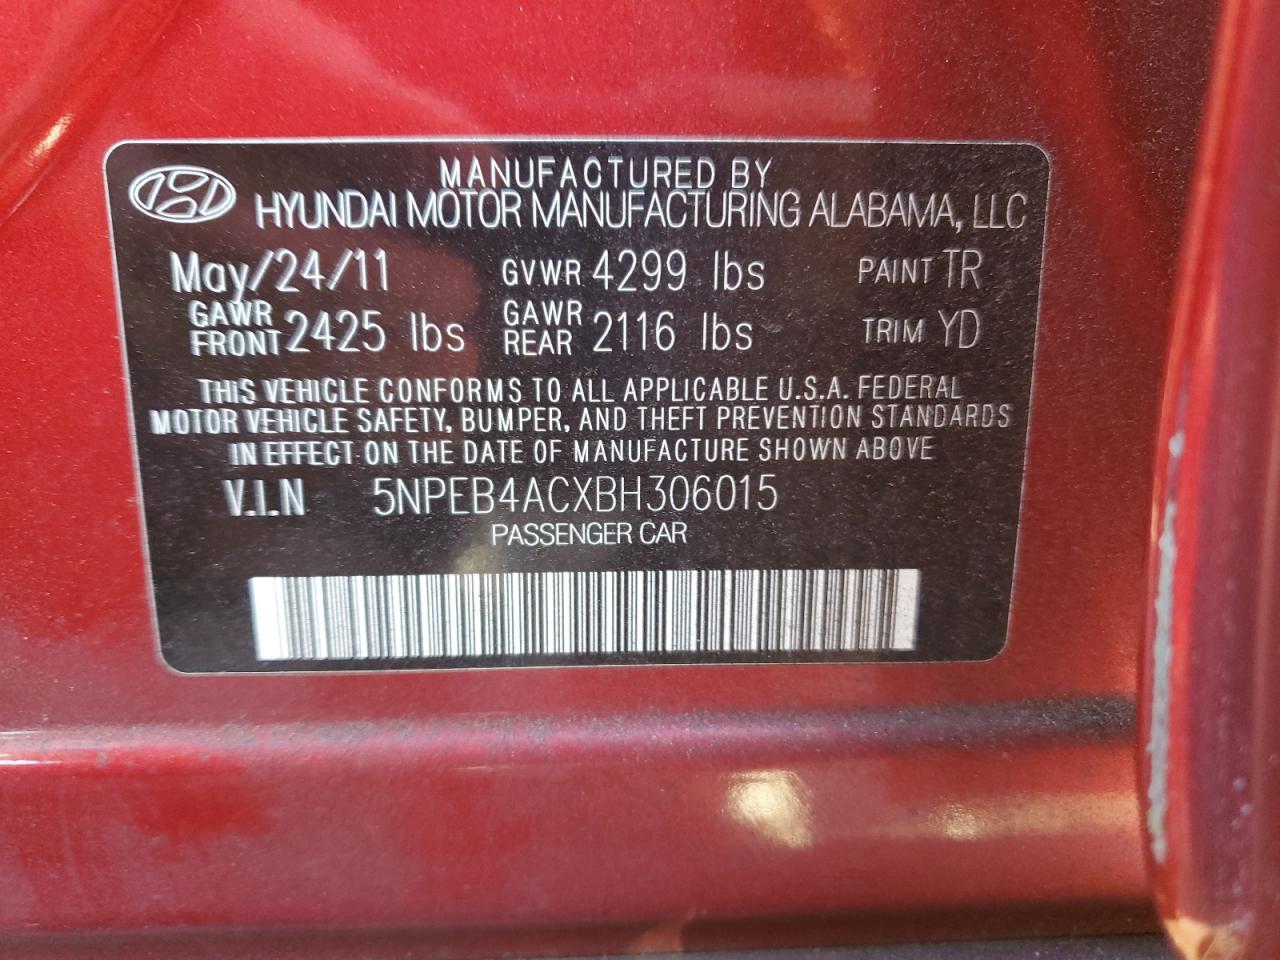 MANUFACTURED BY
HYUNDAI MOTOR MANUFACTURING ALABAMA, LLC
May/24/11 GVWR 4299 lbs PAINT TR
GAWR FRONT 2425 lbs GAWR REAR 2116 lbs TRIM YD
THIS VEHICLE CONFORMS TO ALL APPLICABLE U.S.A. FEDERAL
MOTOR VEHICLE SAFETY, BUMPER, AND THEFT PREVENTION STANDARDS
IN EFFECT ON THE DATE OF MANUFACTURE SHOWN ABOVE
V.I.N 5NPEB4ACXBH306015
PASSENGER CAR